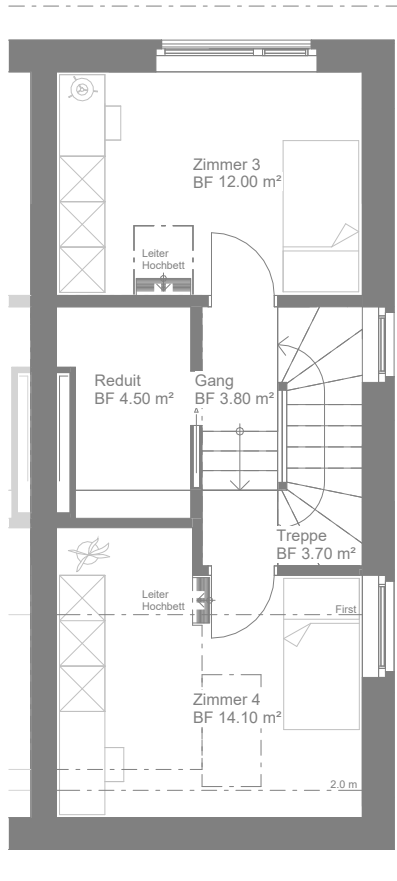 Zimmer 3
BF 12.00 m²
Leiter
Hochbett
Reduit
BF 4.50 m²
Gang
BF 3.80 m²
Treppe
BF 3.70 m²
Leiter
Hochbett
First
Zimmer 4
BF 14.10 m²
2.0 m